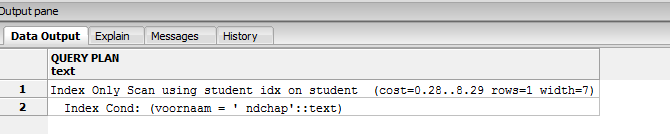 Output pane
Data Output
Explain
Messages
History
QUERY PLAN
text
1 Index Only Scan using student idx on student (cost=0.28..8.29 rows=1 width=7)
2 Index Cond: (voornaam = ' ndchap'::text)